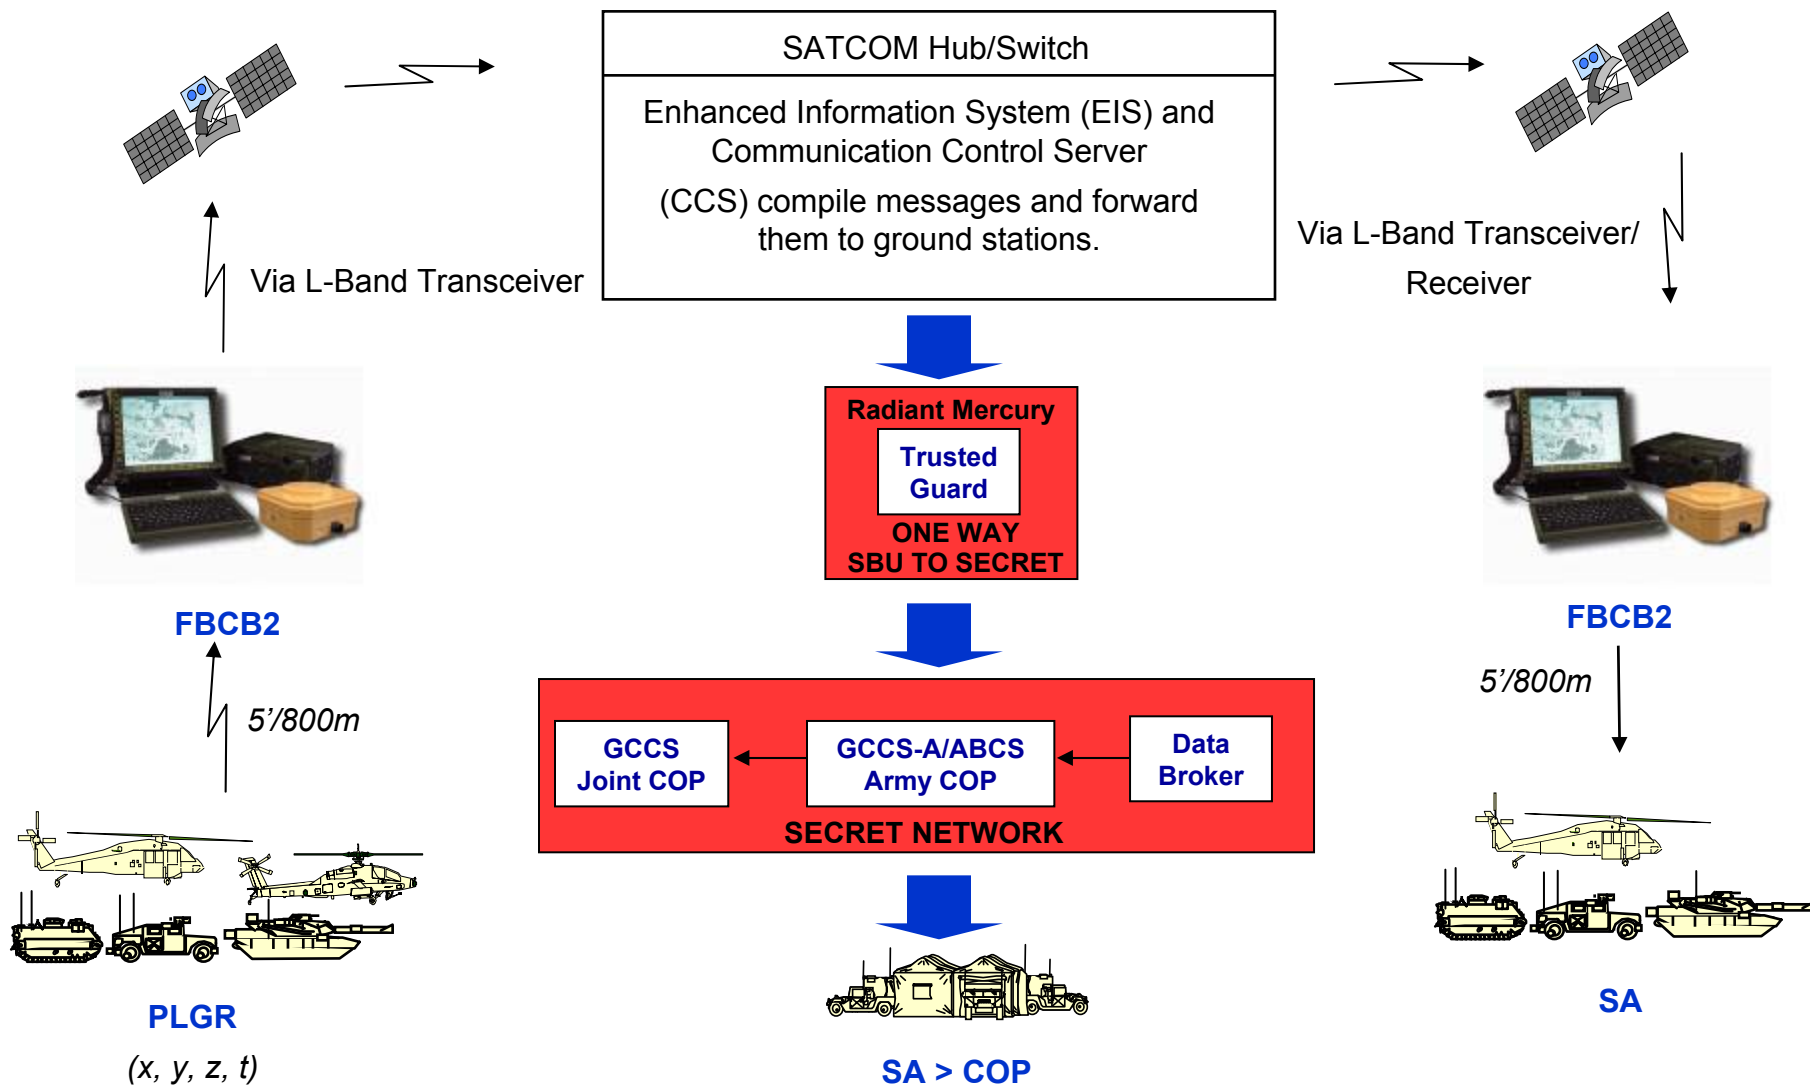 SATCOM Hub/Switch
Enhanced Information System (EIS) and
Communication Control Server
(CCS) compile messages and forward
them to ground stations.
Via L-Band Transceiver
Via L-Band Transceiver/
Receiver
Radiant Mercury
Trusted
Guard
ONE WAY
SBU TO SECRET
FBCB2
FBCB2
5'/800m
5'/800m
GCCS
Joint COP
GCCS-A/ABCS
Army COP
Data
Broker
SECRET NETWORK
PLGR
(x, y, z, t)
SA > COP
SA